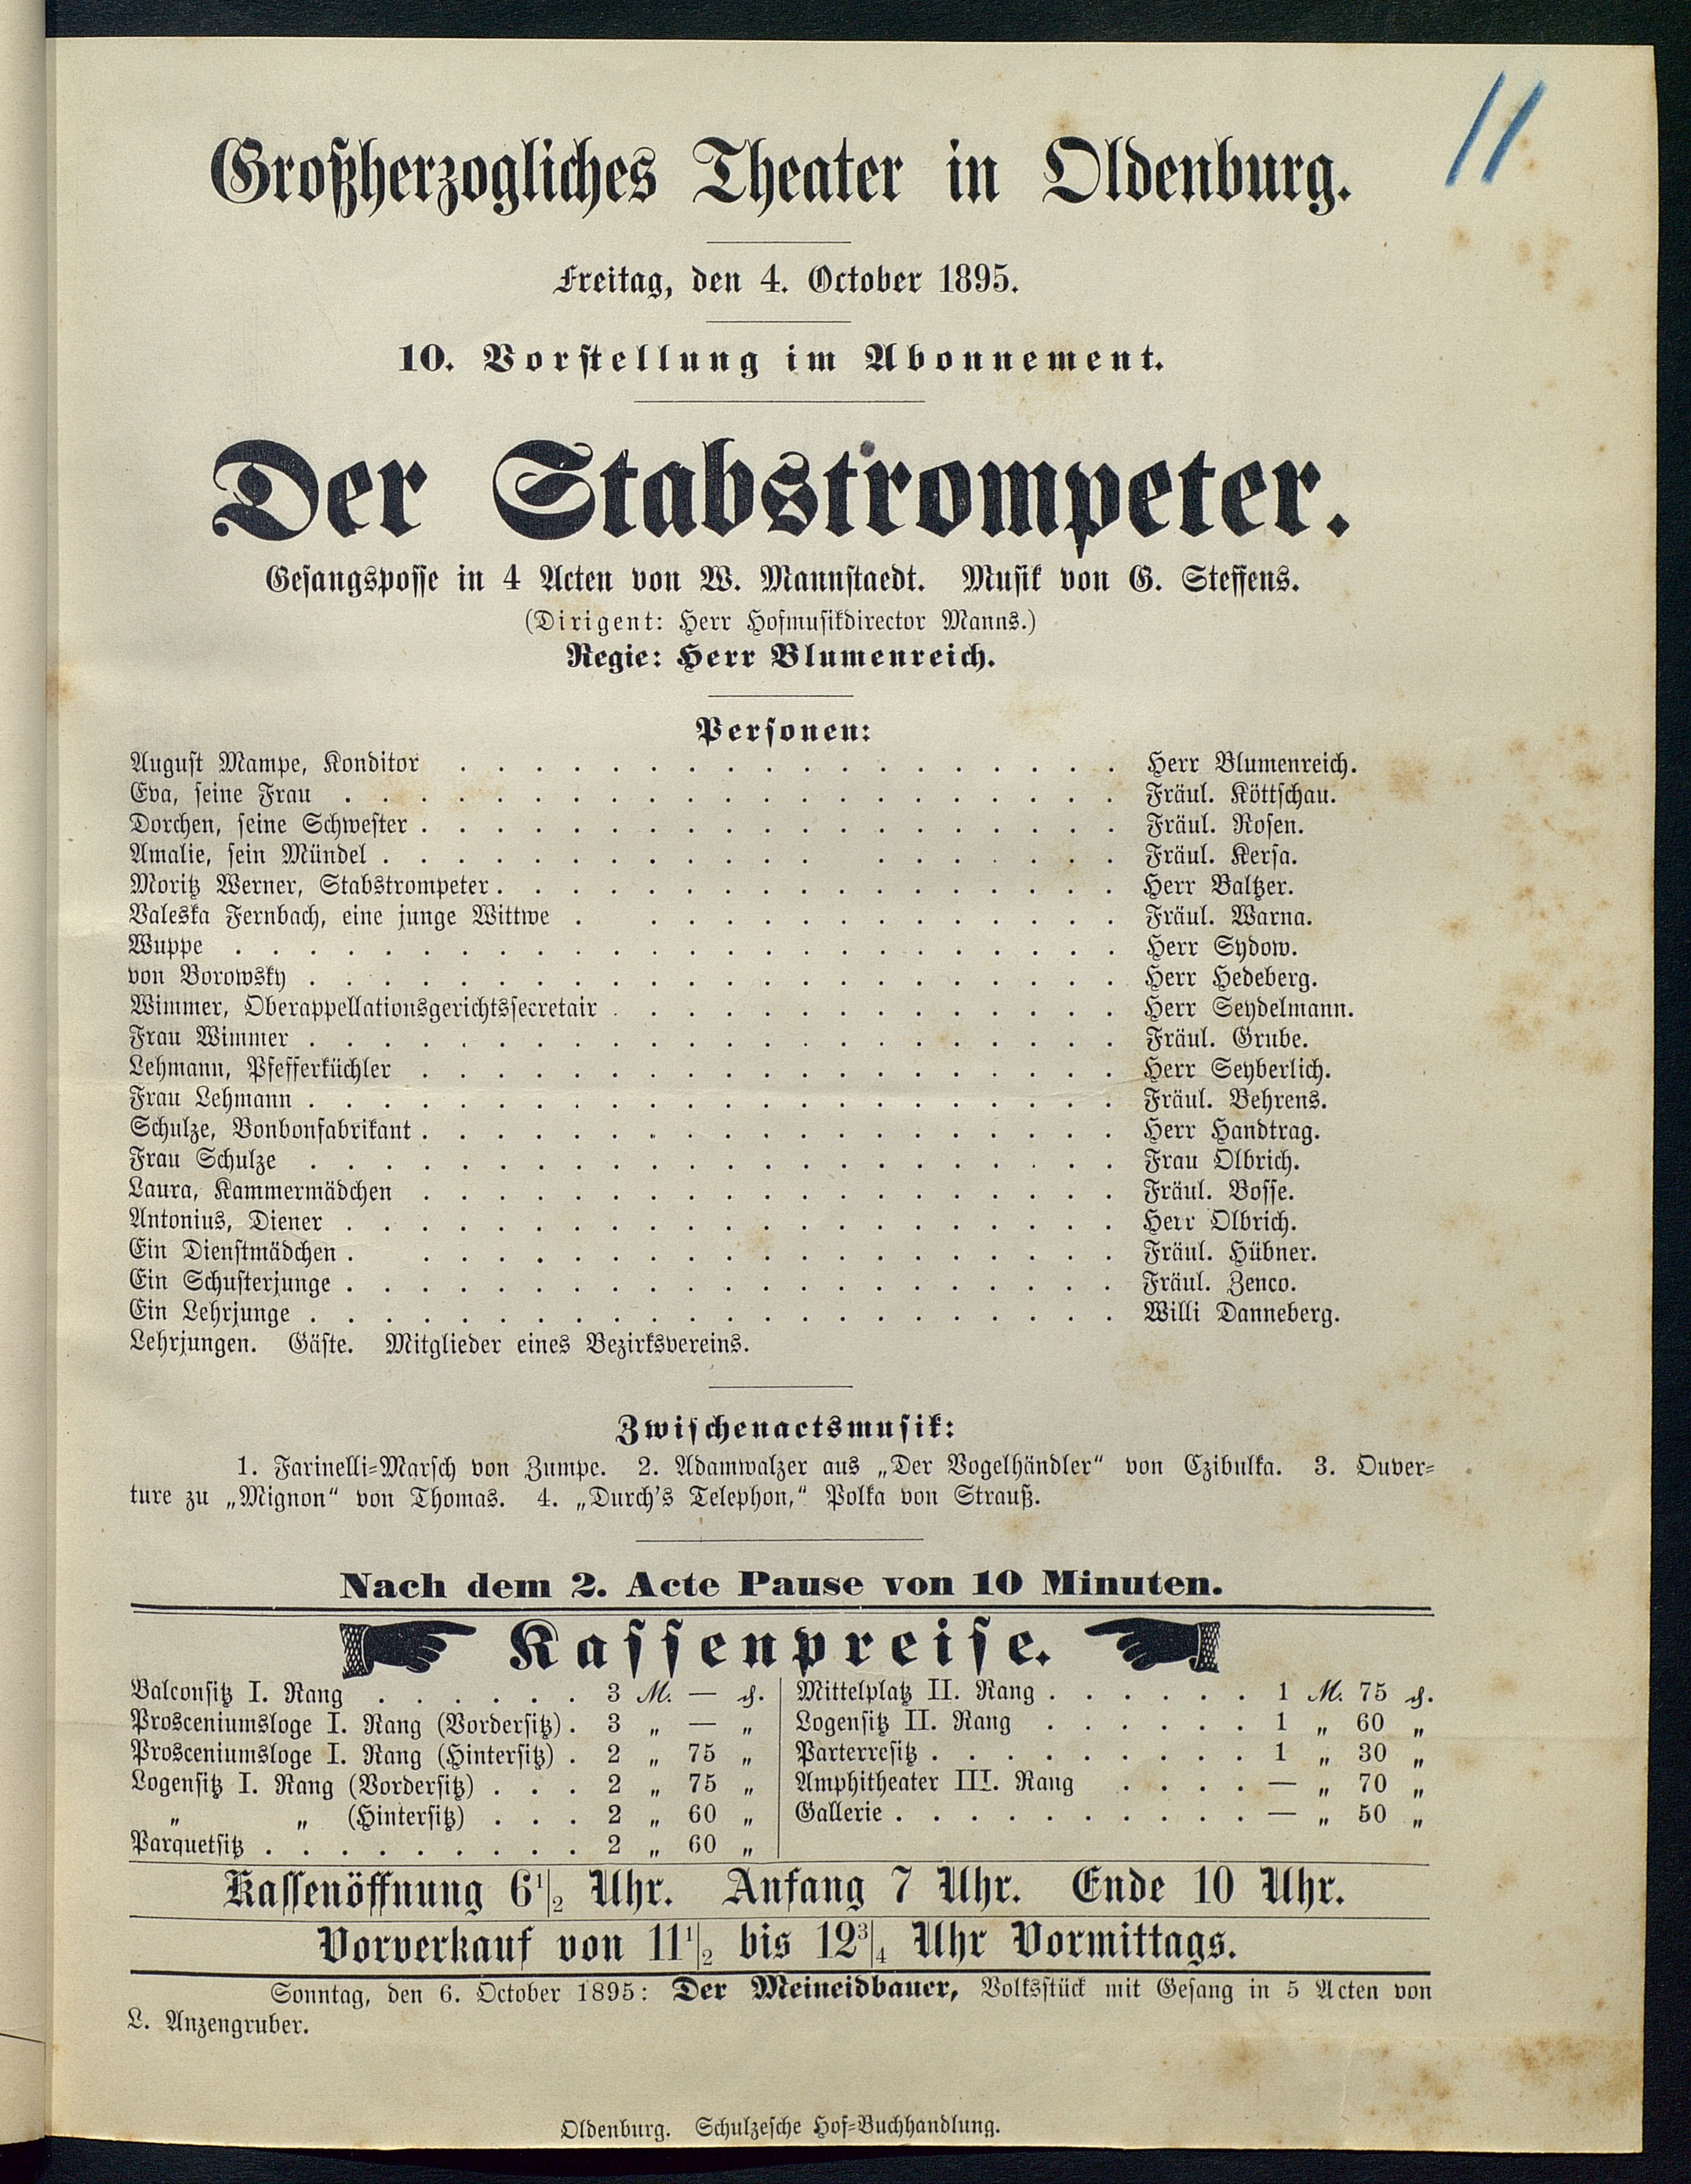 11
Großherzogliches Theater in Oldenburg.
Freitag, den 4. October 1895.
10. Vorstellung im Abonnement.
Der Stabstrompeter.
Gesangsposse in 4 Acten von W. Mannstaedt. Musik von G. Steffens.
(Dirigent: Herr Hofmusikdirector Manns.)
Regie: Herr Blumenreich.
Personen:
August Mampe, Konditor . . . . . Herr Blumenreich.
Eva, seine Frau . . . . . Fräul. Köttschau.
Dorchen, seine Schwester . . . . . Fräul. Rosen.
Amalie, sein Mündel . . . . . Fräul. Kersa.
Moritz Werner, Stabstrompeter . . . . . Herr Baltzer.
Valeska Fernbach, eine junge Wittwe . . . . . Fräul. Warna.
Wuppe . . . . . Herr Sydow.
von Borowsky . . . . . Herr Hedeberg.
Wimmer, Oberappellationsgerichtssecretair . . . . . Herr Seydelmann.
Frau Wimmer . . . . . Fräul. Grube.
Lehmann, Pfefferküchler . . . . . Herr Seyberlich.
Frau Lehmann . . . . . Fräul. Behrens.
Schulze, Bonbonfabrikant . . . . . Herr Handtrag.
Frau Schulze . . . . . Frau Olbrich.
Laura, Kammermädchen . . . . . Fräul. Bosse.
Antonius, Diener . . . . . Herr Olbrich.
Ein Dienstmädchen . . . . . Fräul. Hübner.
Ein Schusterjunge . . . . . Fräul. Zenco.
Ein Lehrjunge . . . . . Willi Danneberg.
Lehrjungen. Gäste. Mitglieder eines Bezirksvereins.
Zwischenactsmusik:
1. Farinelli-Marsch von Zumpe. 2. Adamwalzer aus „Der Vogelhändler“ von Czibulka. 3. Ouver-
ture zu „Mignon“ von Thomas. 4. „Durch's Telephon,“ Polka von Strauß.
Nach dem 2. Acte Pause von 10 Minuten.
Kassenpreise.
Balconsitz I. Rang . . . . . 3 M. — ₰.
Prosceniumsloge I. Rang (Vordersitz) . 3 „ — „
Prosceniumsloge I. Rang (Hintersitz) . 2 „ 75 „
Logensitz I. Rang (Vordersitz) . . . 2 „ 75 „
„ „ (Hintersitz) . . . 2 „ 60 „
Parquetsitz . . . . . 2 „ 60 „
Mittelplatz II. Rang . . . . . 1 M. 75 ₰.
Logensitz II. Rang . . . . . 1 „ 60 „
Parterresitz . . . . . 1 „ 30 „
Amphitheater III. Rang . . . . — „ 70 „
Gallerie . . . . . — „ 50 „
Kassenöffnung 6 1/2 Uhr. Anfang 7 Uhr. Ende 10 Uhr.
Vorverkauf von 11 1/2 bis 12 3/4 Uhr Vormittags.
Sonntag, den 6. October 1895: Der Meineidbauer, Volksstück mit Gesang in 5 Acten von
L. Anzengruber.
Oldenburg. Schulzesche Hof-Buchhandlung.